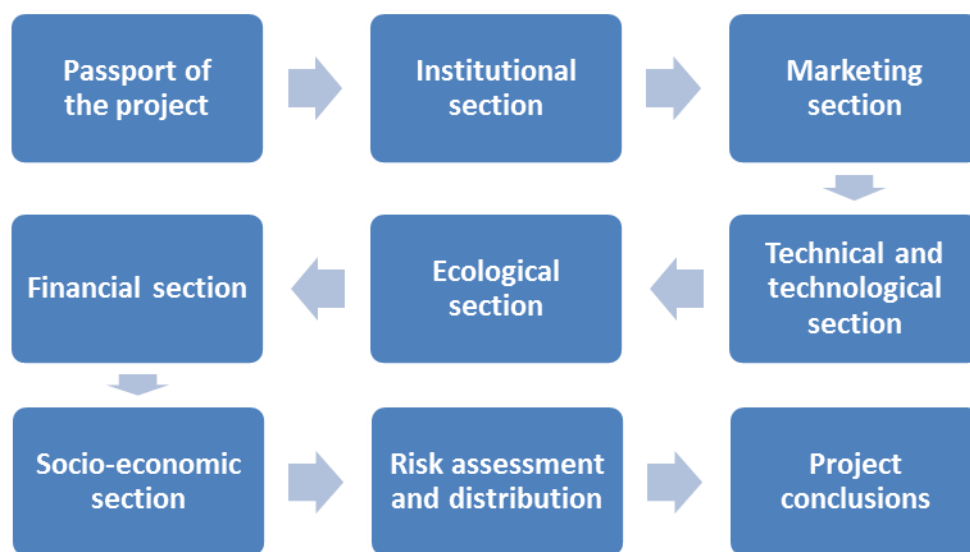 Passport of
the project
Institutional
section
Marketing
section
Technical and
technological
section
Ecological
section
Financial section
Socio-economic
section
Risk assessment
and distribution
Project
conclusions